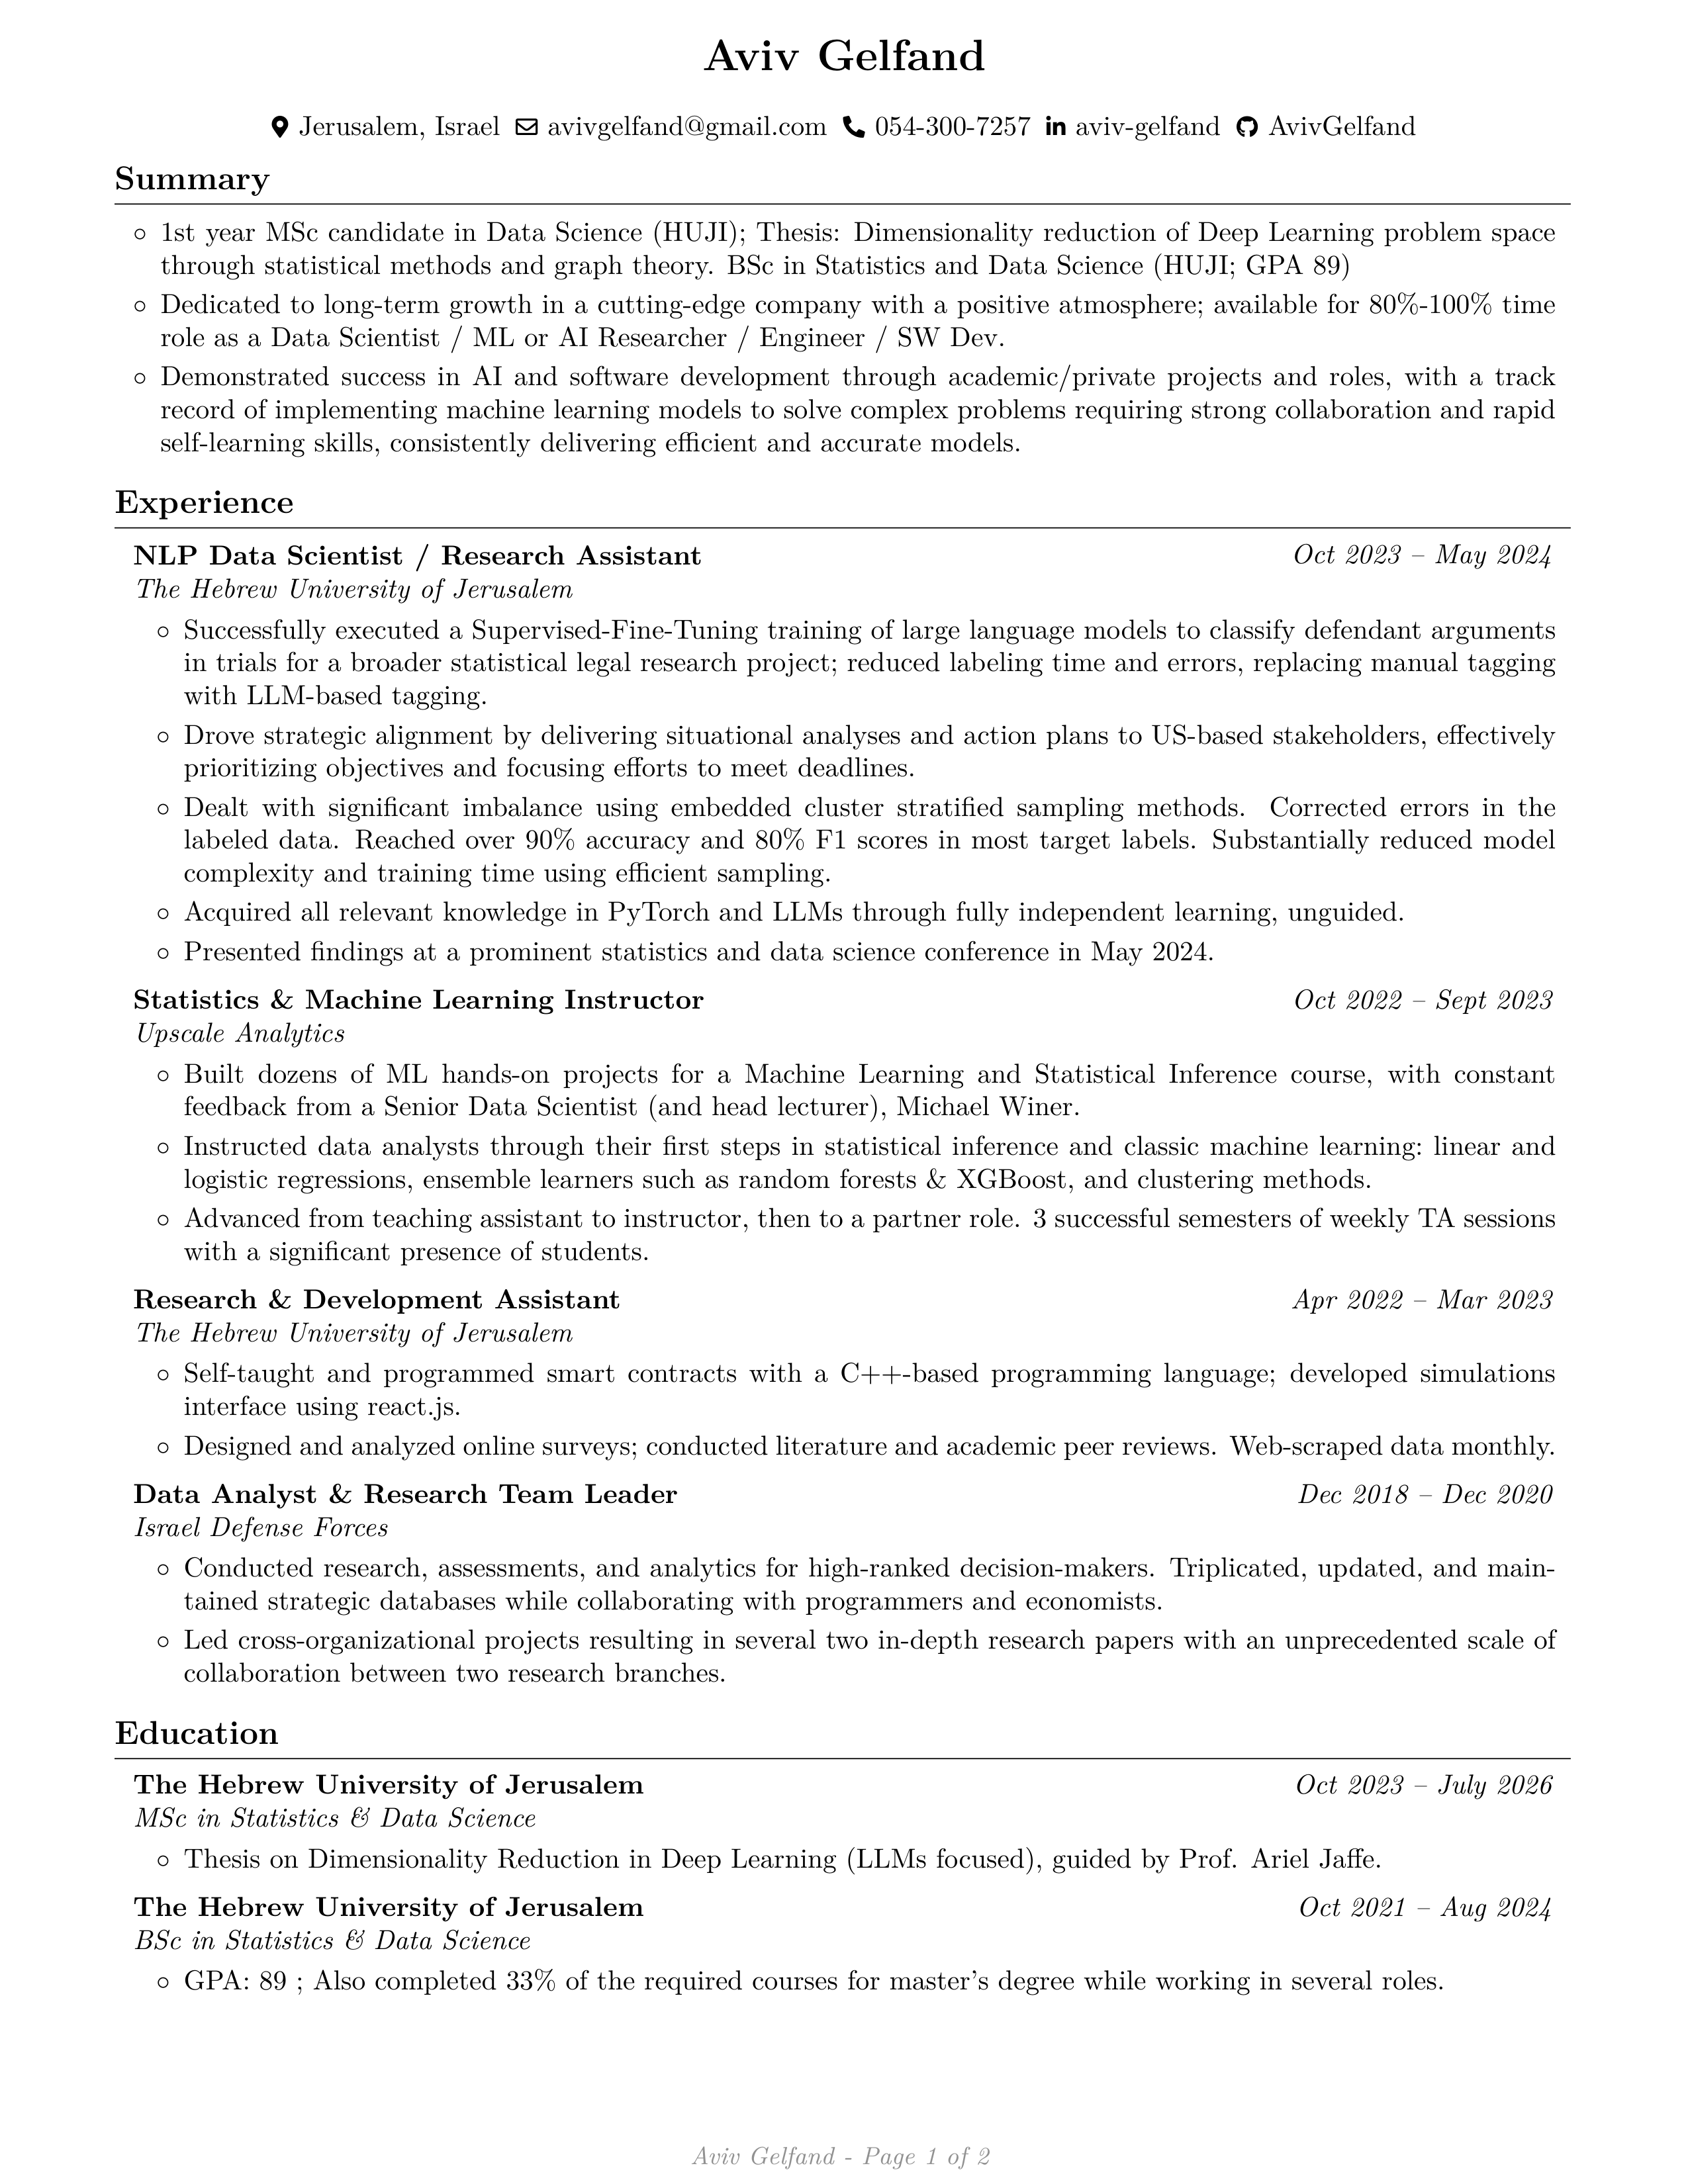 Aviv Gelfand
Jerusalem, Israel avivgelfand@gmail.com 054-300-7257 aviv-gelfand AvivGelfand
Summary
◦ 1st year MSc candidate in Data Science (HUJI); Thesis: Dimensionality reduction of Deep Learning problem space
through statistical methods and graph theory. BSc in Statistics and Data Science (HUJI; GPA 89)
◦ Dedicated to long-term growth in a cutting-edge company with a positive atmosphere; available for 80%-100% time
role as a Data Scientist / ML or AI Researcher / Engineer / SW Dev.
◦ Demonstrated success in AI and software development through academic/private projects and roles, with a track
record of implementing machine learning models to solve complex problems requiring strong collaboration and rapid
self-learning skills, consistently delivering efficient and accurate models.
Experience
NLP Data Scientist / Research Assistant Oct 2023 – May 2024
The Hebrew University of Jerusalem
◦ Successfully executed a Supervised-Fine-Tuning training of large language models to classify defendant arguments
in trials for a broader statistical legal research project; reduced labeling time and errors, replacing manual tagging
with LLM-based tagging.
◦ Drove strategic alignment by delivering situational analyses and action plans to US-based stakeholders, effectively
prioritizing objectives and focusing efforts to meet deadlines.
◦ Dealt with significant imbalance using embedded cluster stratified sampling methods. Corrected errors in the
labeled data. Reached over 90% accuracy and 80% F1 scores in most target labels. Substantially reduced model
complexity and training time using efficient sampling.
◦ Acquired all relevant knowledge in PyTorch and LLMs through fully independent learning, unguided.
◦ Presented findings at a prominent statistics and data science conference in May 2024.
Statistics & Machine Learning Instructor Oct 2022 – Sept 2023
Upscale Analytics
◦ Built dozens of ML hands-on projects for a Machine Learning and Statistical Inference course, with constant
feedback from a Senior Data Scientist (and head lecturer), Michael Winer.
◦ Instructed data analysts through their first steps in statistical inference and classic machine learning: linear and
logistic regressions, ensemble learners such as random forests & XGBoost, and clustering methods.
◦ Advanced from teaching assistant to instructor, then to a partner role. 3 successful semesters of weekly TA sessions
with a significant presence of students.
Research & Development Assistant Apr 2022 – Mar 2023
The Hebrew University of Jerusalem
◦ Self-taught and programmed smart contracts with a C++-based programming language; developed simulations
interface using react.js.
◦ Designed and analyzed online surveys; conducted literature and academic peer reviews. Web-scraped data monthly.
Data Analyst & Research Team Leader Dec 2018 – Dec 2020
Israel Defense Forces
◦ Conducted research, assessments, and analytics for high-ranked decision-makers. Triplicated, updated, and main-
tained strategic databases while collaborating with programmers and economists.
◦ Led cross-organizational projects resulting in several two in-depth research papers with an unprecedented scale of
collaboration between two research branches.
Education
The Hebrew University of Jerusalem Oct 2023 – July 2026
MSc in Statistics & Data Science
◦ Thesis on Dimensionality Reduction in Deep Learning (LLMs focused), guided by Prof. Ariel Jaffe.
The Hebrew University of Jerusalem Oct 2021 – Aug 2024
BSc in Statistics & Data Science
◦ GPA: 89 ; Also completed 33% of the required courses for master's degree while working in several roles.
Aviv Gelfand - Page 1 of 2